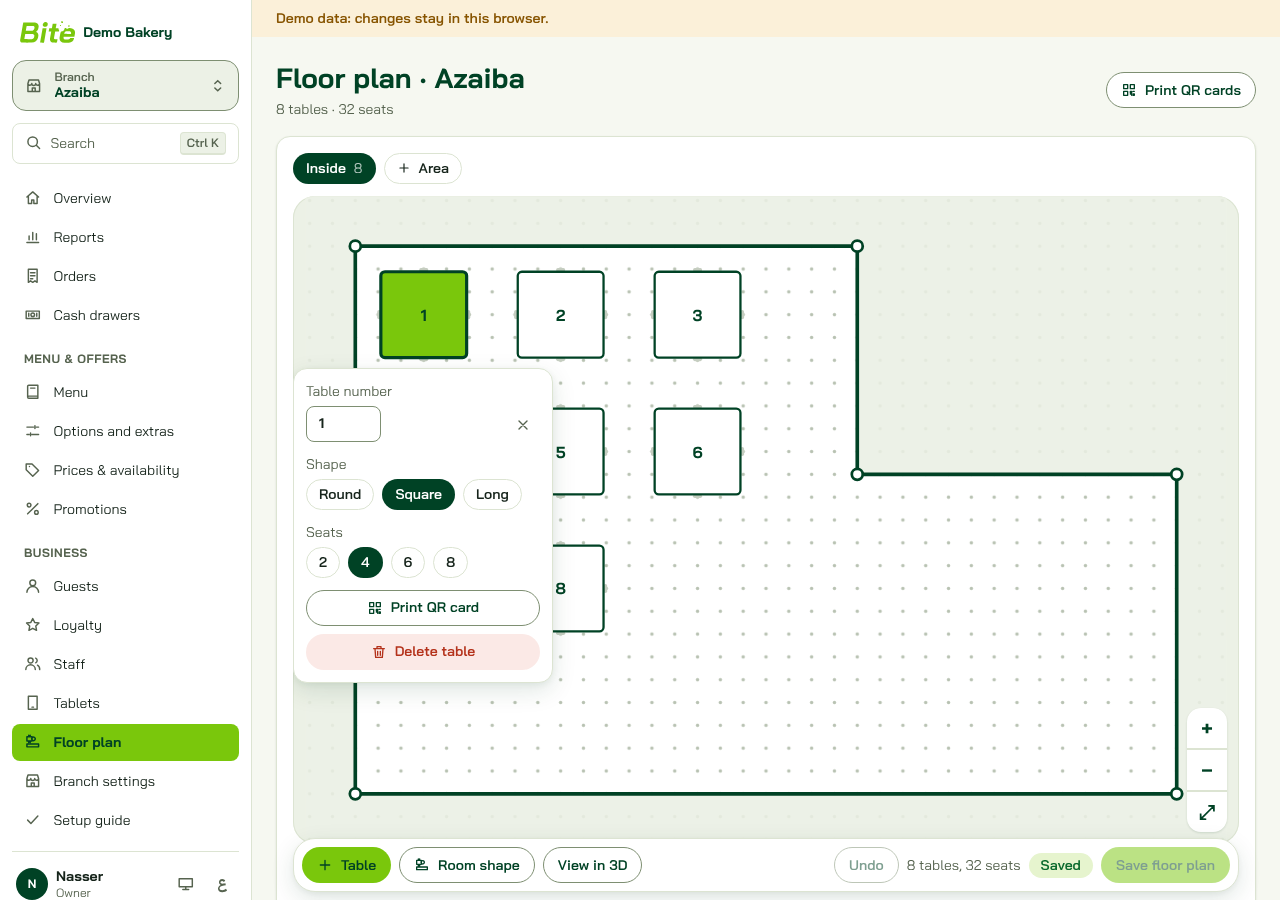 Bite Demo Bakery
Branch
Azaiba
Search Ctrl K
Overview
Reports
Orders
Cash drawers
MENU & OFFERS
Menu
Options and extras
Prices & availability
Promotions
BUSINESS
Guests
Loyalty
Staff
Tablets
Floor plan
Branch settings
Setup guide
N Nasser
Owner
ع
Demo data: changes stay in this browser.
Floor plan · Azaiba
8 tables · 32 seats
Print QR cards
Inside 8 + Area
1 2 3
5 6
8
Table number
1
Shape
Round Square Long
Seats
2 4 6 8
Print QR card
Delete table
+
−
+ Table Room shape View in 3D Undo 8 tables, 32 seats Saved Save floor plan